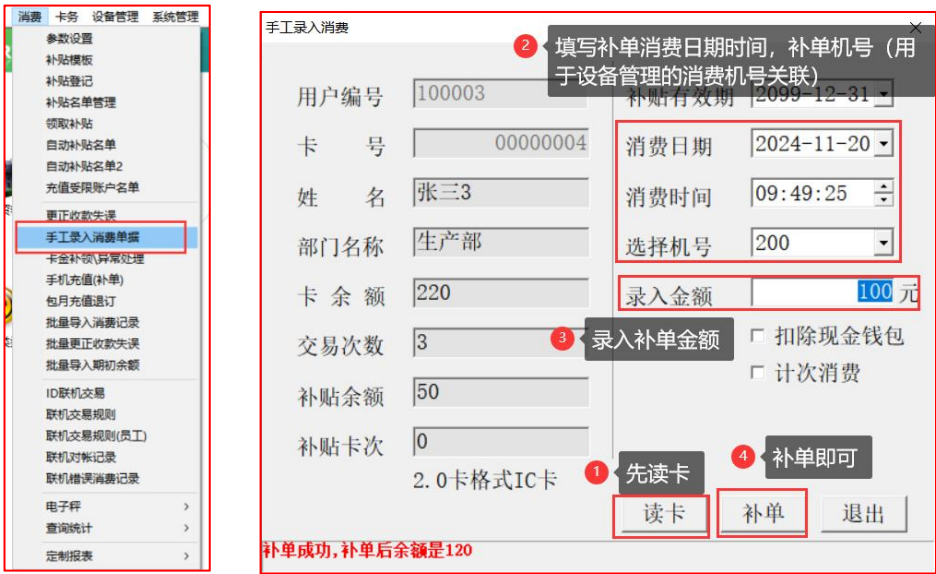 消费 卡务 设备管理 系统管理
参数设置
补贴模板
补贴登记
补贴名单管理
领取补贴
自动补贴名单
自动补贴名单2
充值受限账户名单
更正收款失误
手工录入消费单据
卡金补领\异常处理
手机充值(补单)
包月充值退订
批量导入消费记录
批量更正收款失误
批量导入期初余额
ID联机交易
联机交易规则
联机交易规则(员工)
联机对帐记录
联机错误消费记录
电子秤 >
查询统计 >
定制报表 >
手工录入消费
2 填写补单消费日期时间，补单机号（用
于设备管理的消费机号关联）
用户编号 100003 补贴有效期 2099-12-31
卡 号 00000004 消费日期 2024-11-20
姓 名 张三3 消费时间 09:49:25
部门名称 生产部 选择机号 200
卡 余 额 220 录入金额 100 元
交易次数 3 3 录入补单金额 扣除现金钱包
计次消费
补贴余额 50
补贴卡次 0
4 补单即可
2.0卡格式IC卡 1 先读卡
读卡 补单 退出
补单成功,补单后余额是120